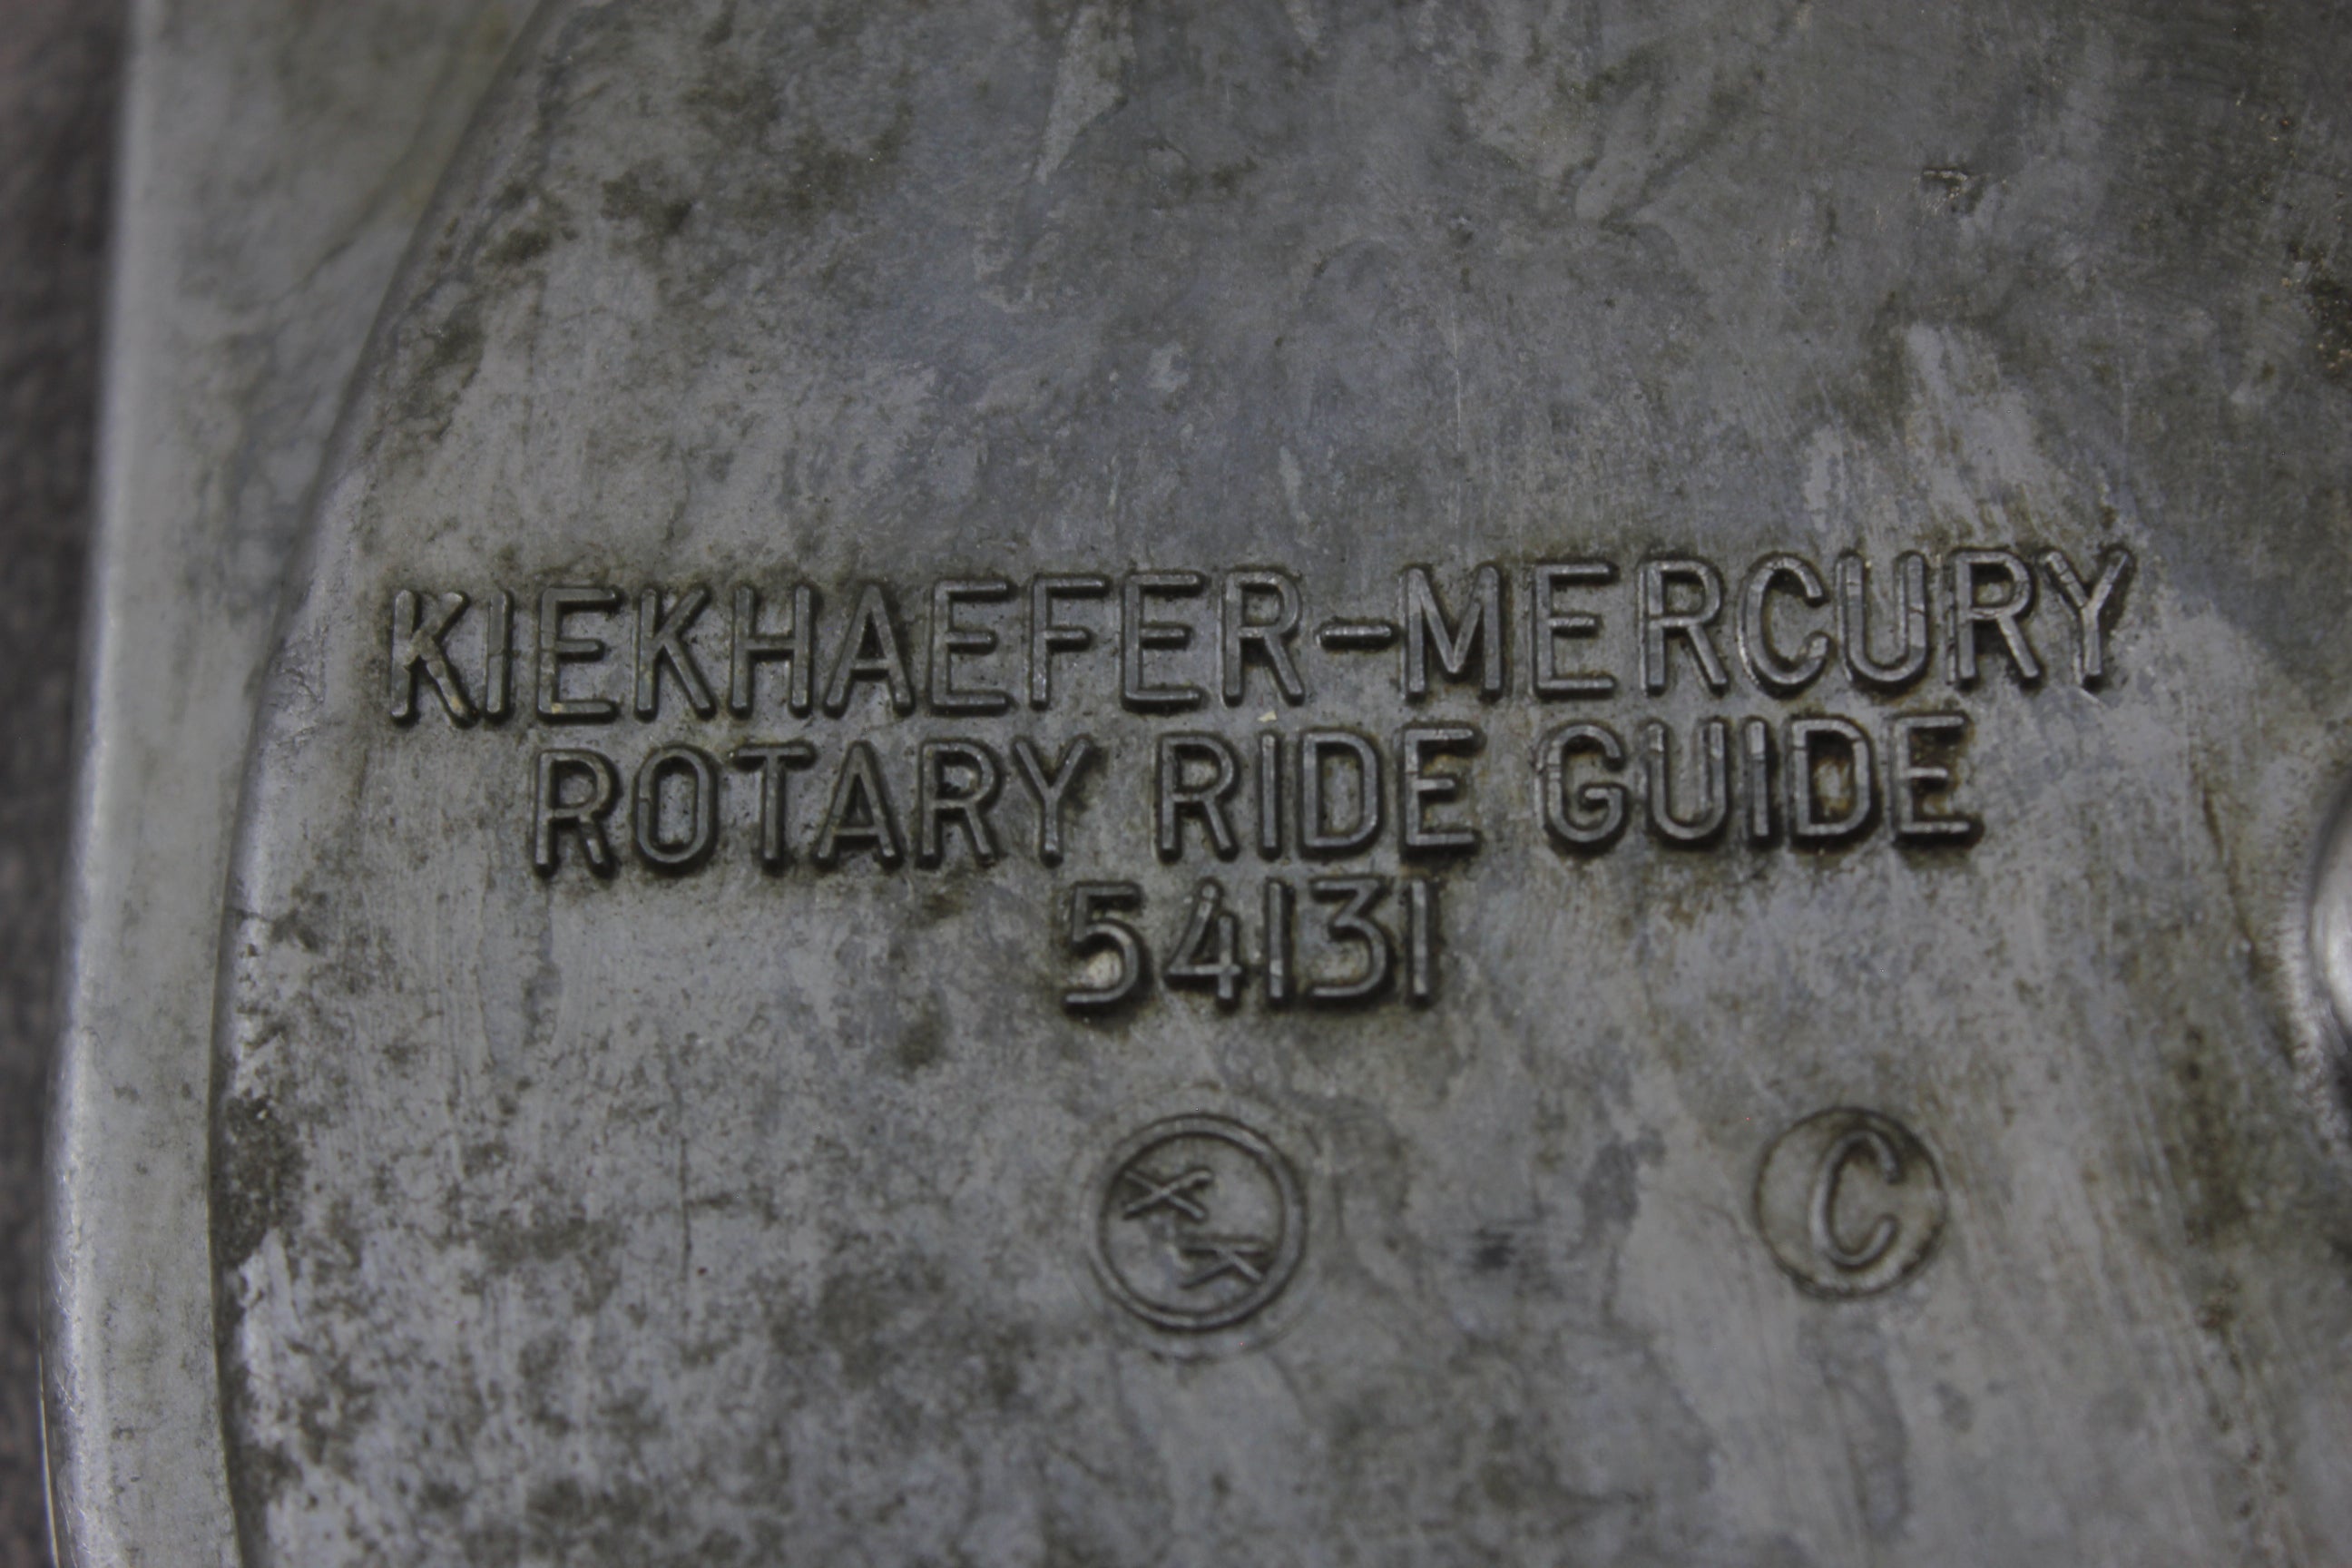 KIEKHAEFER-MERCURY
ROTARY RIDE GUIDE
54131
C